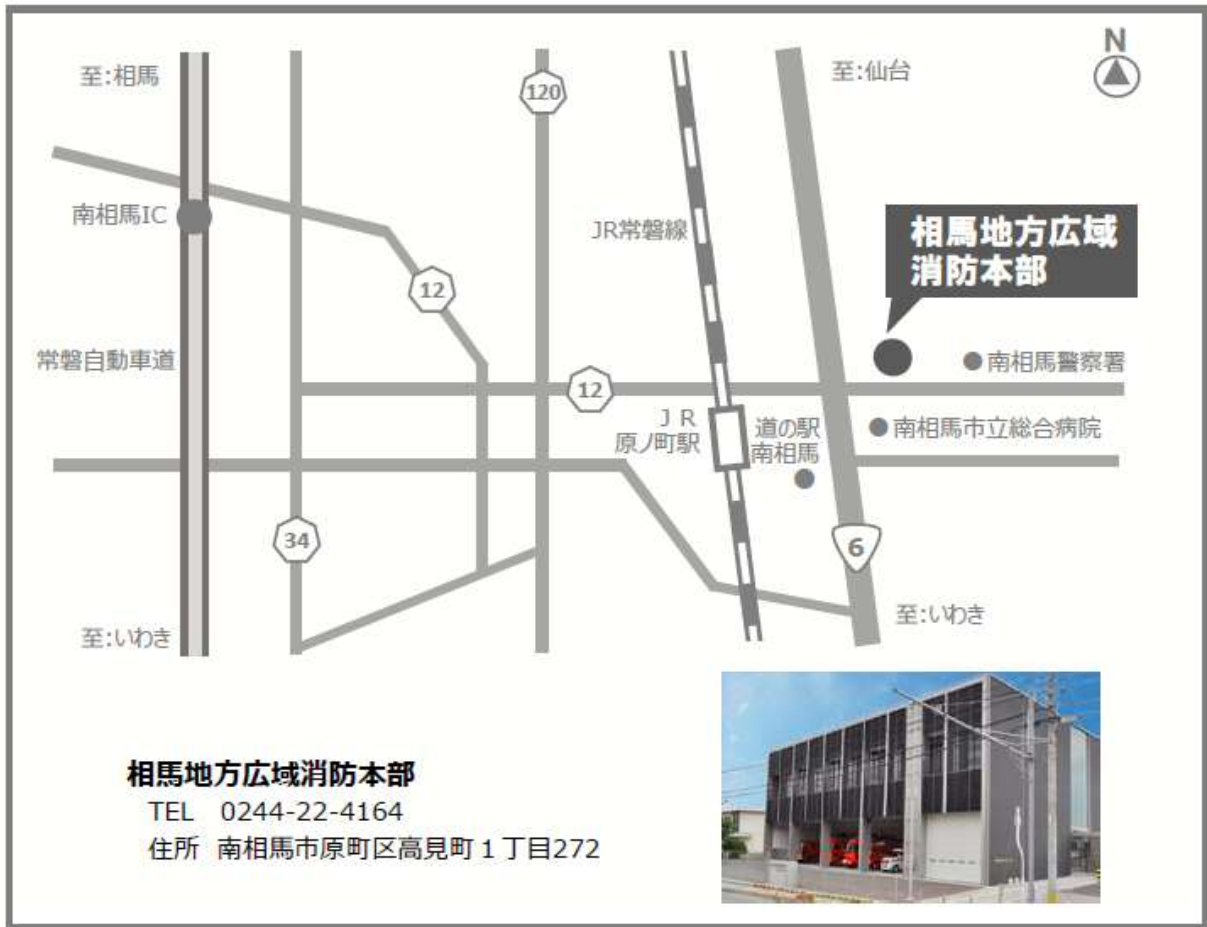 至:相馬
120
至:仙台
N
南相馬IC
JR常磐線
相馬地方広域
消防本部
12
常磐自動車道
南相馬警察署
12
JR
原ノ町駅
道の駅
南相馬
南相馬市立総合病院
34
6
至:いわき
至:いわき
相馬地方広域消防本部
TEL 0244-22-4164
住所 南相馬市原町区高見町１丁目272